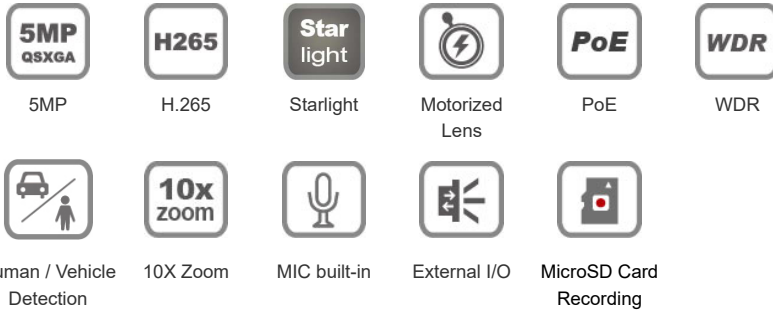 5MP
QSXGA
H265
Star
light
PoE
WDR
5MP
H.265
Starlight
Motorized
Lens
PoE
WDR
10x
zoom
uman / Vehicle
Detection
10X Zoom
MIC built-in
External I/O
MicroSD Card
Recording